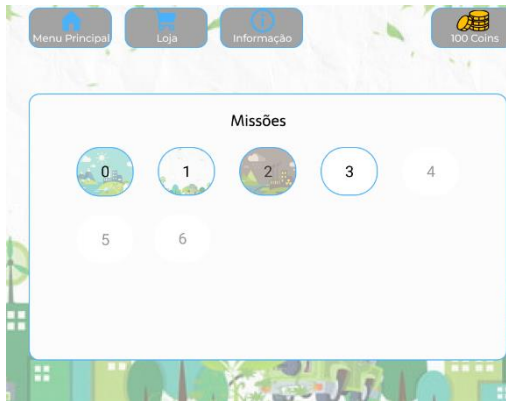 Menu Principal
Loja
Informação
100 Coins
Missões
0 1 2 3 4
5 6